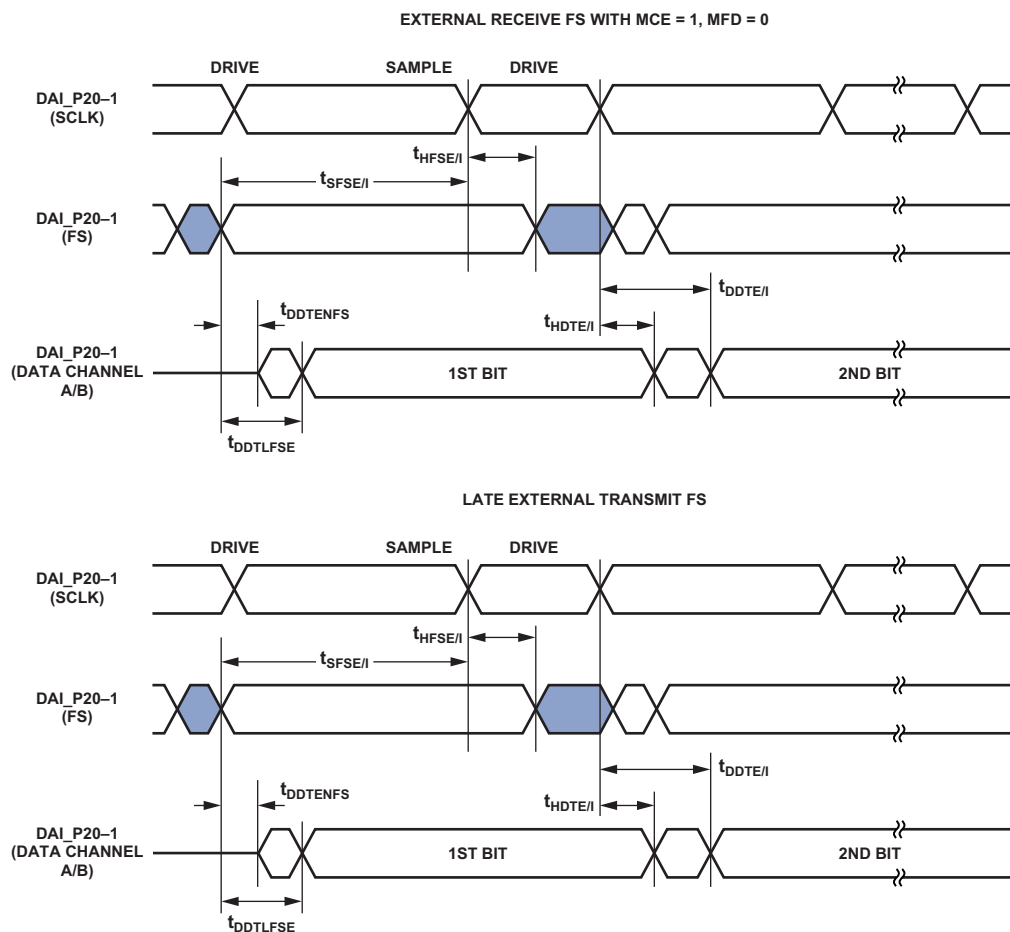 EXTERNAL RECEIVE FS WITH MCE = 1, MFD = 0
DRIVE SAMPLE DRIVE
DAI_P20–1
(SCLK)
tHFSE/I
tSFSE/I
DAI_P20–1
(FS)
tDDTE/I
tDDTENFS
tHDTE/I
DAI_P20–1
(DATA CHANNEL
A/B)
1ST BIT 2ND BIT
tDDTLFSE
LATE EXTERNAL TRANSMIT FS
DRIVE SAMPLE DRIVE
DAI_P20–1
(SCLK)
tHFSE/I
tSFSE/I
DAI_P20–1
(FS)
tDDTE/I
tDDTENFS
tHDTE/I
DAI_P20–1
(DATA CHANNEL
A/B)
1ST BIT 2ND BIT
tDDTLFSE